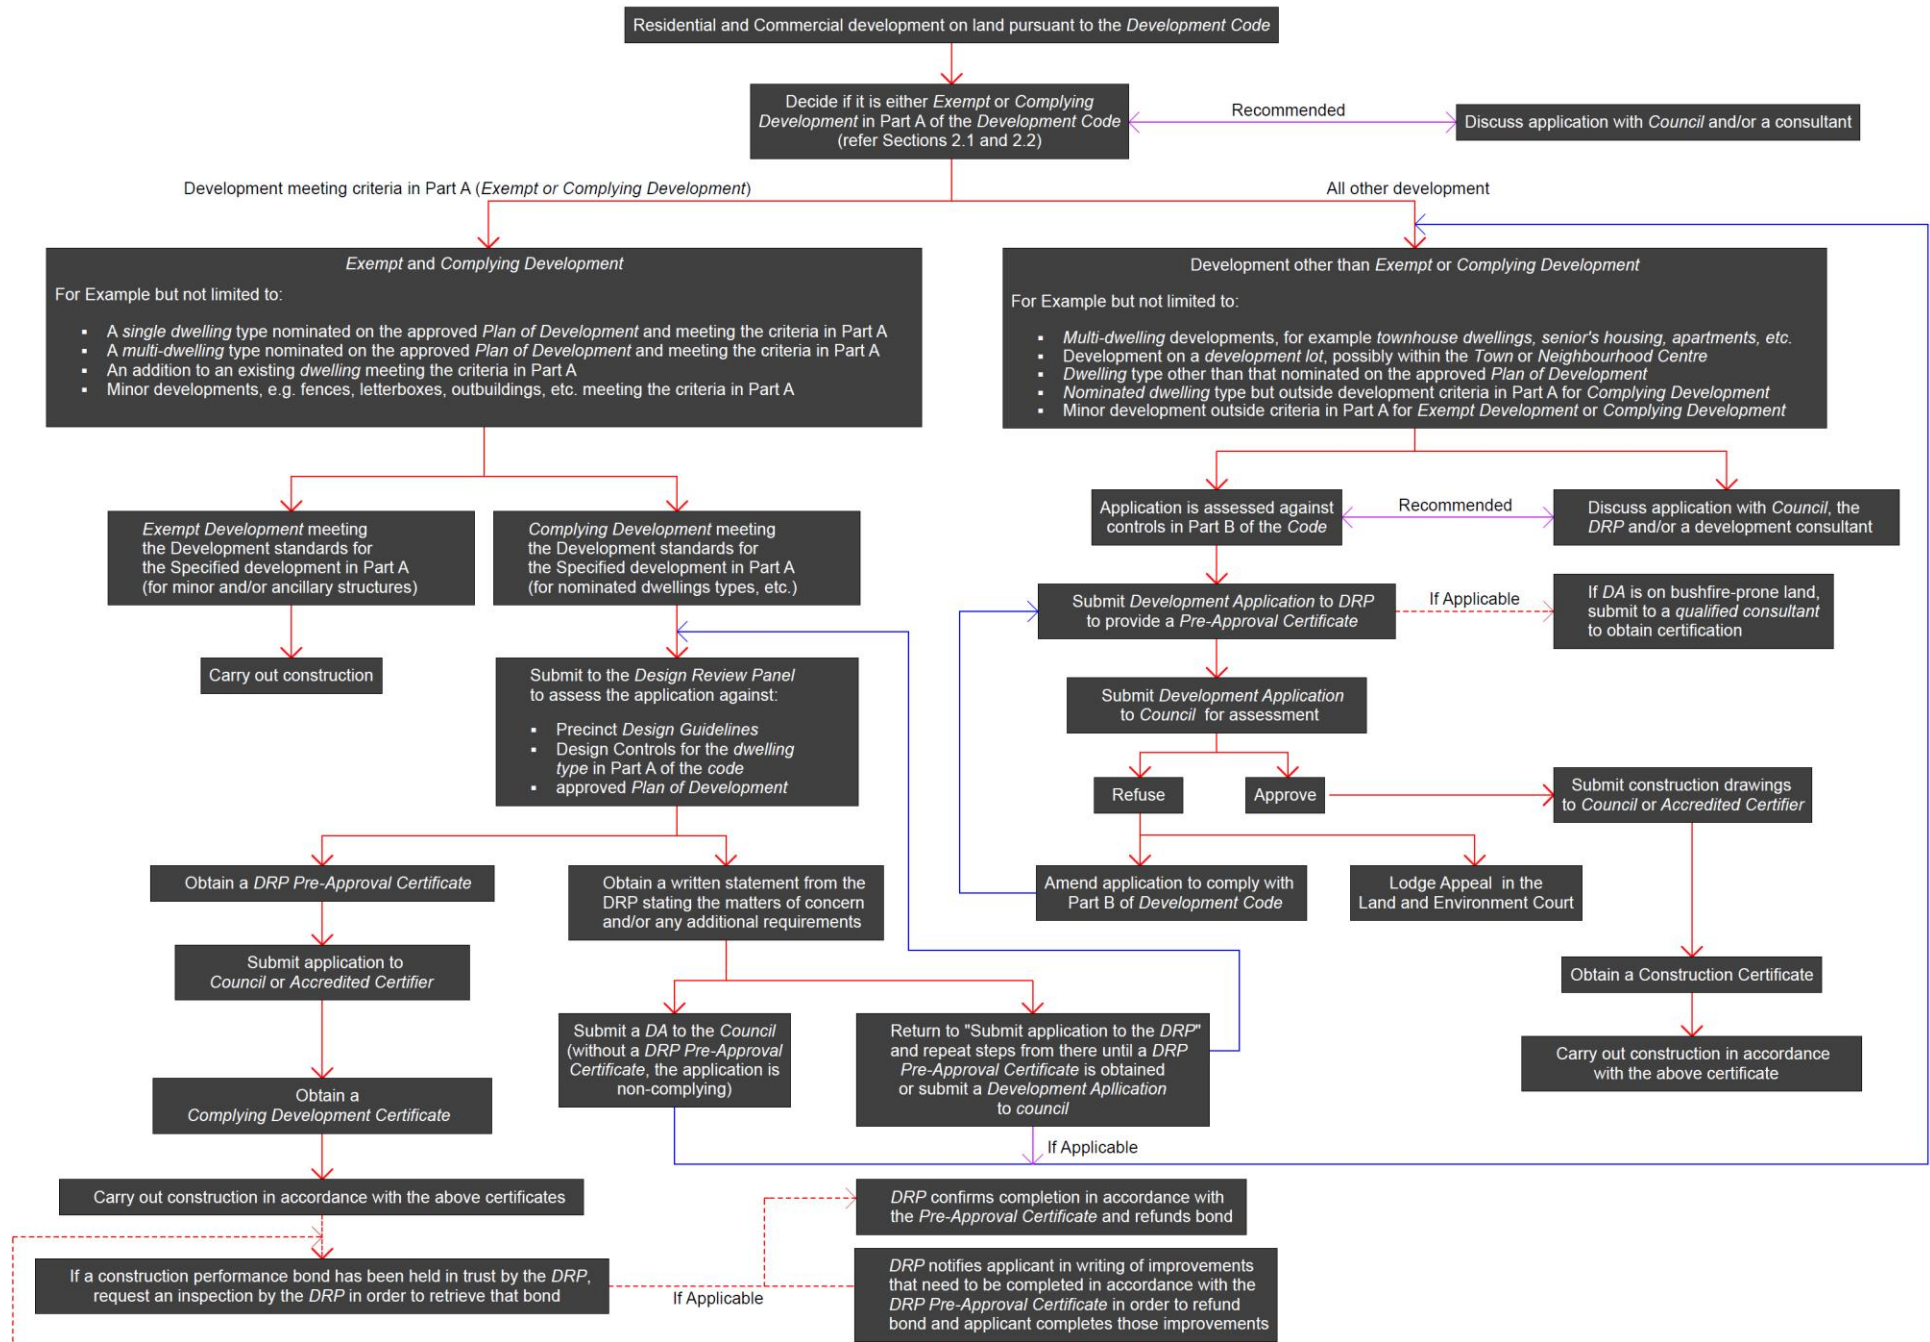 Residential and Commercial development on land pursuant to the Development Code
Decide if it is either Exempt or Complying
Development in Part A of the Development Code
(refer Sections 2.1 and 2.2)
Recommended
Discuss application with Council and/or a consultant
Development meeting criteria in Part A (Exempt or Complying Development)
All other development
Exempt and Complying Development
For Example but not limited to:
▪ A single dwelling type nominated on the approved Plan of Development and meeting the criteria in Part A
▪ A multi-dwelling type nominated on the approved Plan of Development and meeting the criteria in Part A
▪ An addition to an existing dwelling meeting the criteria in Part A
▪ Minor developments, e.g. fences, letterboxes, outbuildings, etc. meeting the criteria in Part A
Development other than Exempt or Complying Development
For Example but not limited to:
▪ Multi-dwelling developments, for example townhouse dwellings, senior's housing, apartments, etc.
▪ Development on a development lot, possibly within the Town or Neighbourhood Centre
▪ Dwelling type other than that nominated on the approved Plan of Development
▪ Nominated dwelling type but outside development criteria in Part A for Complying Development
▪ Minor development outside criteria in Part A for Exempt Development or Complying Development
Exempt Development meeting
the Development standards for
the Specified development in Part A
(for minor and/or ancillary structures)
Complying Development meeting
the Development standards for
the Specified development in Part A
(for nominated dwellings types, etc.)
Application is assessed against
controls in Part B of the Code
Recommended
Discuss application with Council, the
DRP and/or a development consultant
Carry out construction
Submit to the Design Review Panel
to assess the application against:
▪ Precinct Design Guidelines
▪ Design Controls for the dwelling
type in Part A of the code
▪ approved Plan of Development
Submit Development Application to DRP
to provide a Pre-Approval Certificate
If Applicable
If DA is on bushfire-prone land,
submit to a qualified consultant
to obtain certification
Submit Development Application
to Council for assessment
Refuse
Approve
Submit construction drawings
to Council or Accredited Certifier
Obtain a DRP Pre-Approval Certificate
Obtain a written statement from the
DRP stating the matters of concern
and/or any additional requirements
Amend application to comply with
Part B of Development Code
Lodge Appeal in the
Land and Environment Court
Submit application to
Council or Accredited Certifier
Obtain a Construction Certificate
Submit a DA to the Council
(without a DRP Pre-Approval
Certificate, the application is
non-complying)
Return to "Submit application to the DRP"
and repeat steps from there until a DRP
Pre-Approval Certificate is obtained
or submit a Development Apllication
to council
Carry out construction in accordance
with the above certificate
Obtain a
Complying Development Certificate
If Applicable
Carry out construction in accordance with the above certificates
DRP confirms completion in accordance with
the Pre-Approval Certificate and refunds bond
If a construction performance bond has been held in trust by the DRP,
request an inspection by the DRP in order to retrieve that bond
If Applicable
DRP notifies applicant in writing of improvements
that need to be completed in accordance with the
DRP Pre-Approval Certificate in order to refund
bond and applicant completes those improvements